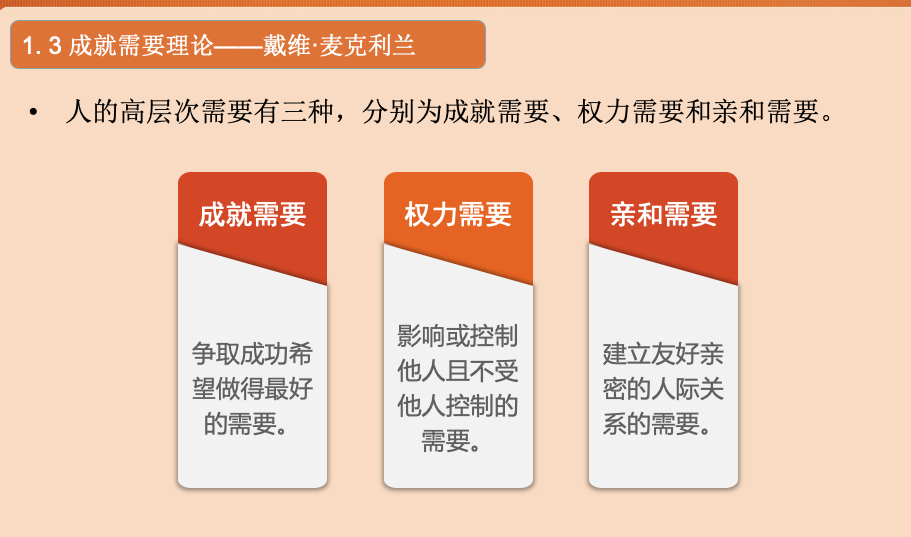 1. 3 成就需要理论——戴维·麦克利兰
• 人的高层次需要有三种，分别为成就需要、权力需要和亲和需要。
成就需要
争取成功希
望做得最好
的需要。
权力需要
影响或控制
他人且不受
他人控制的
需要。
亲和需要
建立友好亲
密的人际关
系的需要。